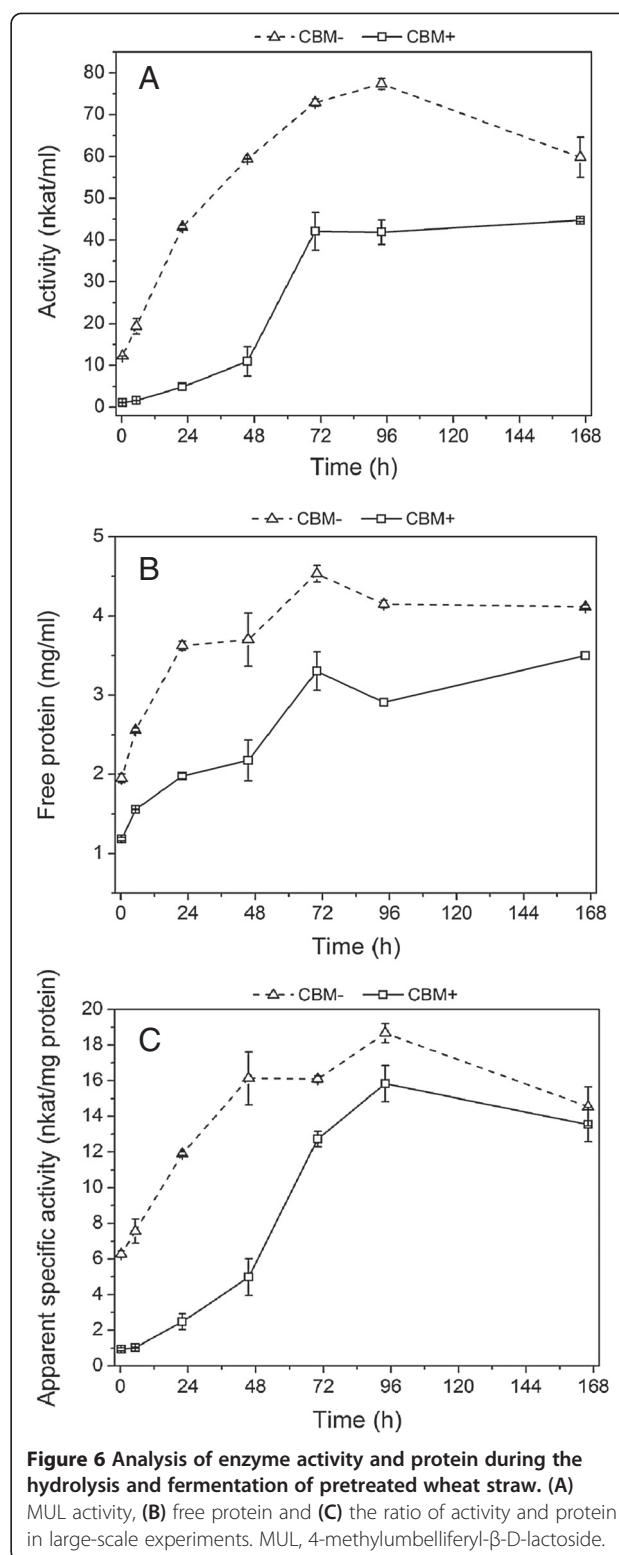 CBM- CBM+
A
80
70
60
50
40
30
20
10
0
Activity (nkat/ml)
0 24 48 72 96 120 144 168
Time (h)
CBM- CBM+
B
5
4
3
2
1
Free protein (mg/ml)
0 24 48 72 96 120 144 168
Time (h)
CBM- CBM+
C
20
18
16
14
12
10
8
6
4
2
0
Apparent specific activity (nkat/mg protein)
0 24 48 72 96 120 144 168
Time (h)
Figure 6 Analysis of enzyme activity and protein during the
hydrolysis and fermentation of pretreated wheat straw. (A)
MUL activity, (B) free protein and (C) the ratio of activity and protein
in large-scale experiments. MUL, 4-methylumbelliferyl-β-D-lactoside.